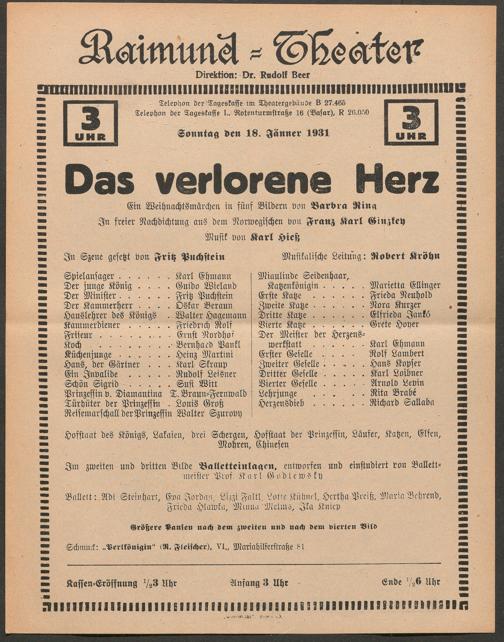 Raimund-Theater
Direktion: Dr. Rudolf Beer
3 UHR
Telephon der Tageskasse im Theatergebäude B 27.465
Telephon der Tageskasse I., Rotenturmstraße 16 (Basar), R 26.050
3 UHR
Sonntag den 18. Jänner 1931
Das verlorene Herz
Ein Weihnachtsmärchen in fünf Bildern von Barbra Ring
In freier Nachdichtung aus dem Norwegischen von Franz Karl Ginzkey
Musik von Karl Hieß
In Szene gesetzt von Fritz Puchstein
Musikalische Leitung: Robert Kröhn
Spielansager . . . . . . Karl Ehmann
Der junge König . . . . Guido Wieland
Der Minister . . . . . Fritz Puchstein
Der Kammerherr . . . Oskar Beraun
Hauslehrer des Königs . Walter Hagemann
Kammerdiener . . . . . Friedrich Rolf
Friseur . . . . . . . Ernst Nordhof
Koch . . . . . . . Bernhard Pankl
Küchenjunge . . . . . Heinz Martini
Hans, der Gärtner . . . Karl Skraup
Ein Invalide . . . . . Rudolf Leisner
Schön Sigrid . . . . . Susi Witt
Prinzessin v. Diamantina T. Braun-Fernwald
Türhüter der Prinzessin . Louis Groß
Reisemarschall der Prinzessin Walter Szurovy
Miaulinde Seidenhaar,
Katzenkönigin . . . . . Marietta Ellinger
Erste Katze . . . . . Frieda Neuhold
Zweite Katze . . . . . Nora Kurzer
Dritte Katze . . . . . Elfrieda Jankó
Vierte Katze . . . . . Grete Hoyer
Der Meister der Herzens-
werkstatt . . . . . Karl Ehmann
Erster Geselle . . . . . Rolf Lambert
Zweiter Geselle . . . . Hans Kopfer
Dritter Geselle . . . . Karl Loibner
Vierter Geselle . . . . Arnold Levin
Lehrjunge . . . . . Rita Brabé
Herzensdieb . . . . . Richard Sallaba
Hofstaat des Königs, Lakaien, drei Schergen, Hofstaat der Prinzessin, Läufer, Katzen, Elfen,
Mohren, Chinesen
Im zweiten und dritten Bilde Balletteinlagen, entworfen und einstudiert von Ballett-
meister Prof. Karl Godlewsky
Ballett: Adi Steinhart, Eva Jordan, Lizzi Faltl, Lotte Kühnel, Hertha Preiß, Maria Behrend,
Frieda Hlawka, Minna Melms, Ika Kniep
Größere Pausen nach dem zweiten und nach dem vierten Bild
Schmuck: „Perlkönigin“ (R. Fleischer), VI., Mariahilferstraße 81
Kassen-Eröffnung ½3 Uhr
Anfang 3 Uhr
Ende ½6 Uhr